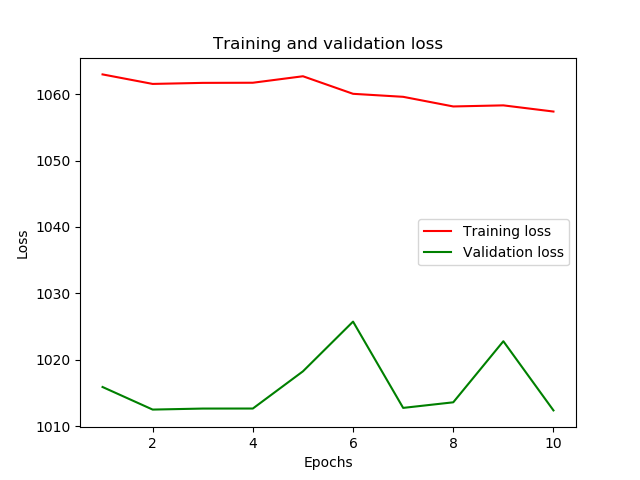 Training and validation loss
1060
1050
1040
1030
1020
1010
Loss
Training loss
Validation loss
2 4 6 8 10
Epochs